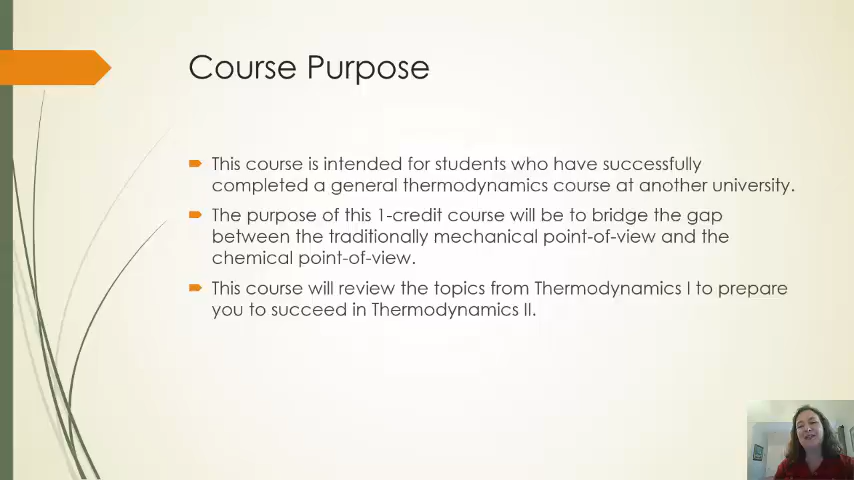 Course Purpose
This course is intended for students who have successfully
completed a general thermodynamics course at another university.
The purpose of this 1-credit course will be to bridge the gap
between the traditionally mechanical point-of-view and the
chemical point-of-view.
This course will review the topics from Thermodynamics I to prepare
you to succeed in Thermodynamics II.